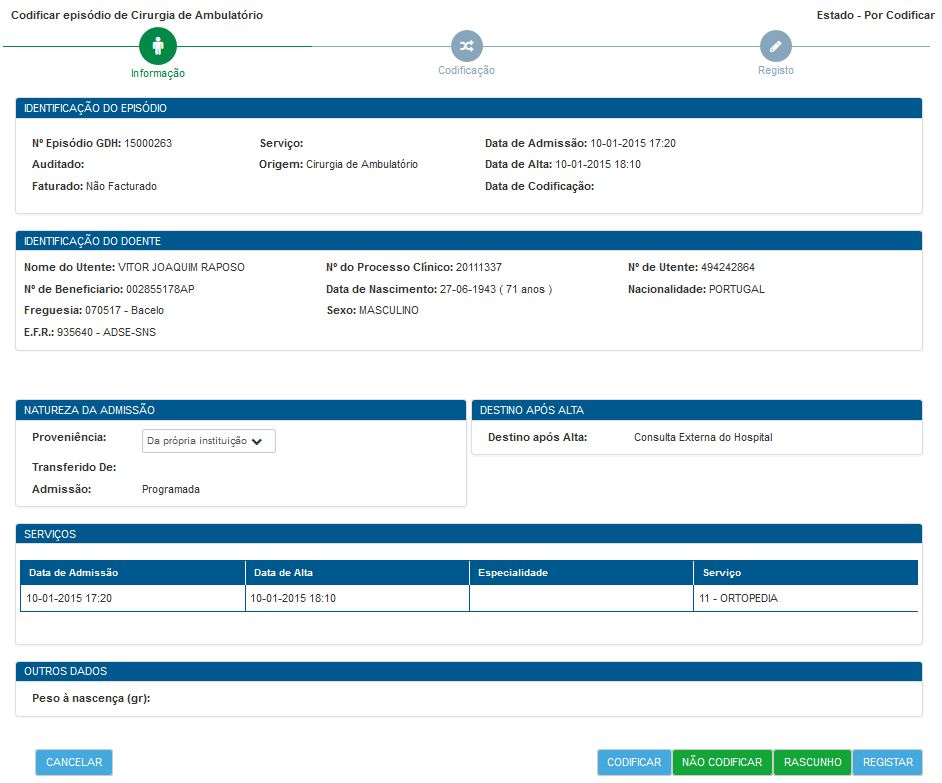 Codificar episódio de Cirurgia de Ambulatório
Estado - Por Codificar
Informação
Codificação
Registo
IDENTIFICAÇÃO DO EPISÓDIO
Nº Episódio GDH: 15000263 Serviço: Data de Admissão: 10-01-2015 17:20
Auditado: Origem: Cirurgia de Ambulatório Data de Alta: 10-01-2015 18:10
Faturado: Não Facturado Data de Codificação:
IDENTIFICAÇÃO DO DOENTE
Nome do Utente: VITOR JOAQUIM RAPOSO Nº do Processo Clínico: 20111337 Nº de Utente: 494242864
Nº de Beneficiario: 002855178AP Data de Nascimento: 27-06-1943 ( 71 anos ) Nacionalidade: PORTUGAL
Freguesia: 070517 - Bacelo Sexo: MASCULINO
E.F.R.: 935640 - ADSE-SNS
NATUREZA DA ADMISSÃO
Proveniência: Da própria instituição
Transferido De:
Admissão: Programada
DESTINO APÓS ALTA
Destino após Alta: Consulta Externa do Hospital
SERVIÇOS
Data de Admissão Data de Alta Especialidade Serviço
10-01-2015 17:20 10-01-2015 18:10 11 - ORTOPEDIA
OUTROS DADOS
Peso à nascença (gr):
CANCELAR CODIFICAR NÃO CODIFICAR RASCUNHO REGISTAR